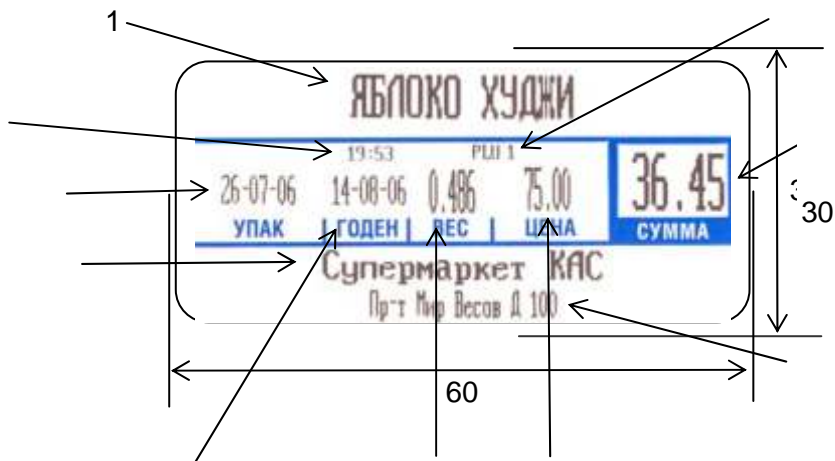 1
ЯБЛОКО ХУДЖИ
19:53 PLU 1
26-07-06 14-08-06 0.486 75.00 36.45
УПАК ГОДЕН ВЕС ЦЕНА СУММА
30
Супермаркет КАС
Пр-т Мир Весов Д 100
60